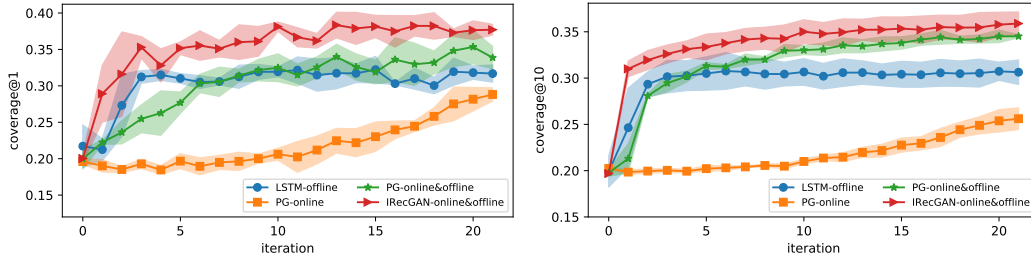 coverage@1
0.40
0.35
0.30
0.25
0.20
0.15
0 5 10 15 20
iteration
LSTM-offline PG-online&offline
PG-online IRecGAN-online&offline
coverage@10
0.35
0.30
0.25
0.20
0.15
0 5 10 15 20
iteration
LSTM-offline PG-online&offline
PG-online IRecGAN-online&offline